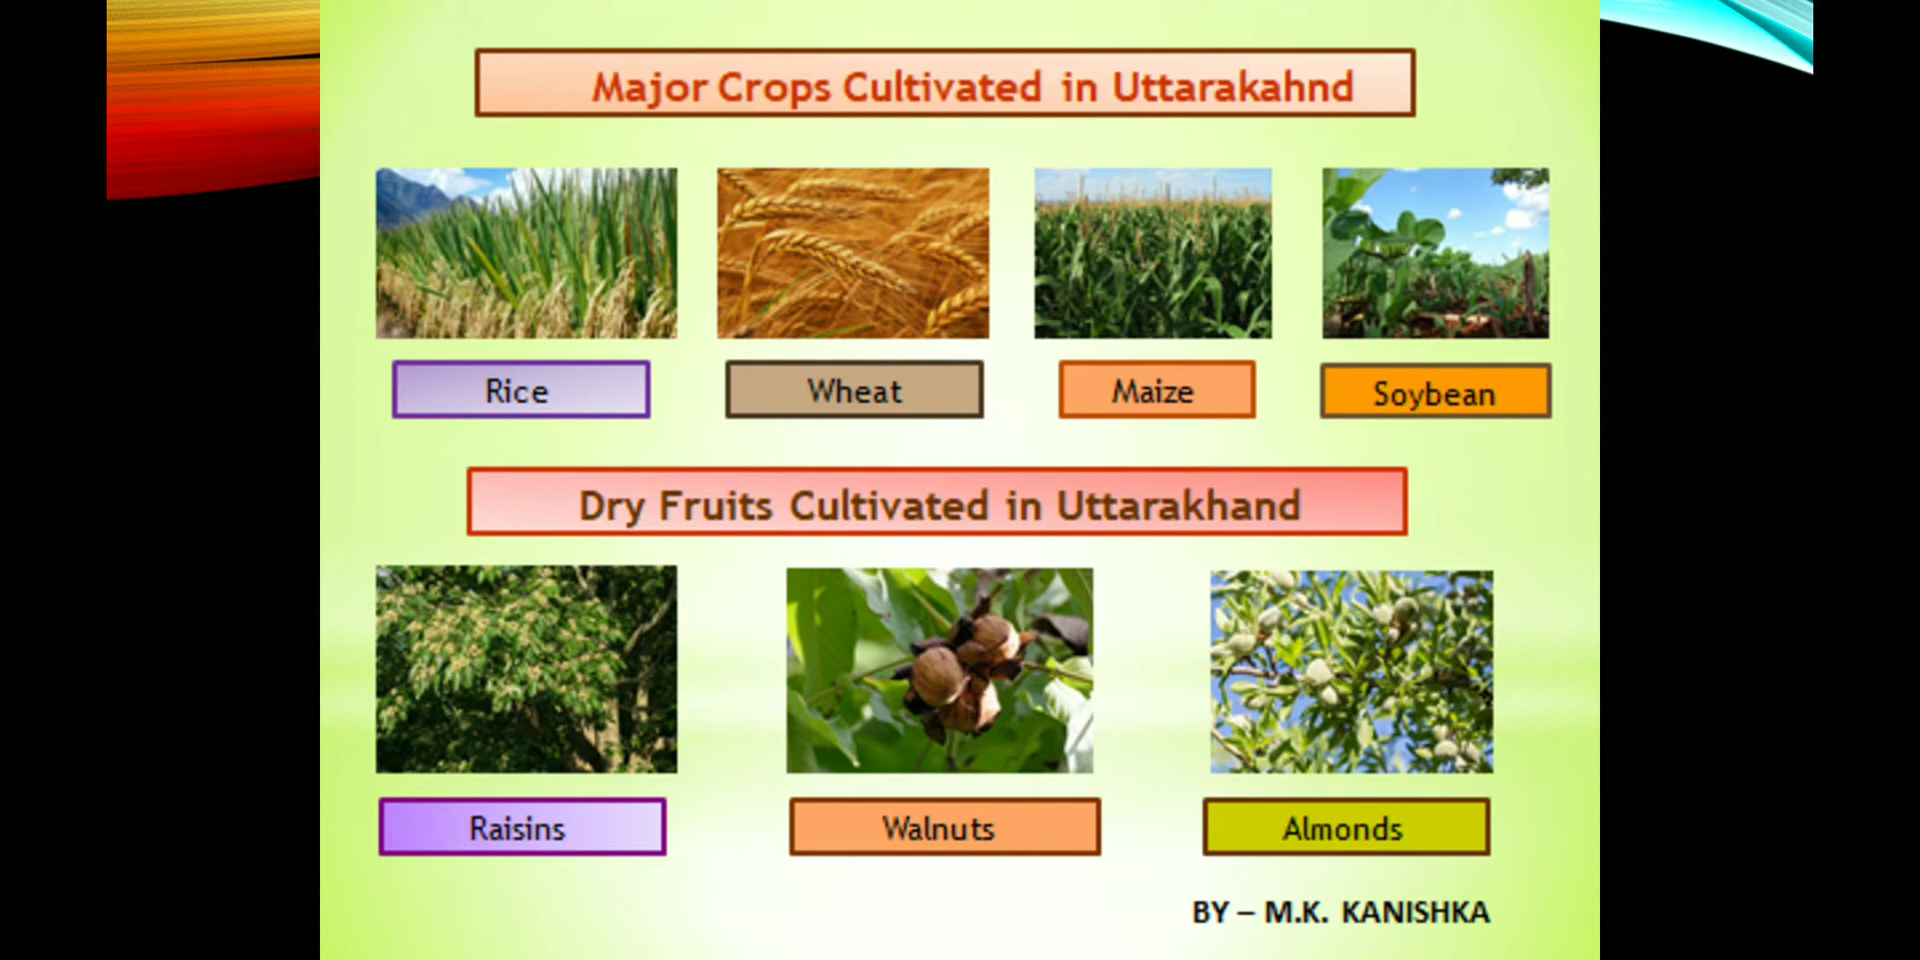 Major Crops Cultivated in Uttarakahnd
Rice
Wheat
Maize
Soybean
Dry Fruits Cultivated in Uttarakhand
Raisins
Walnuts
Almonds
BY – M.K. KANISHKA